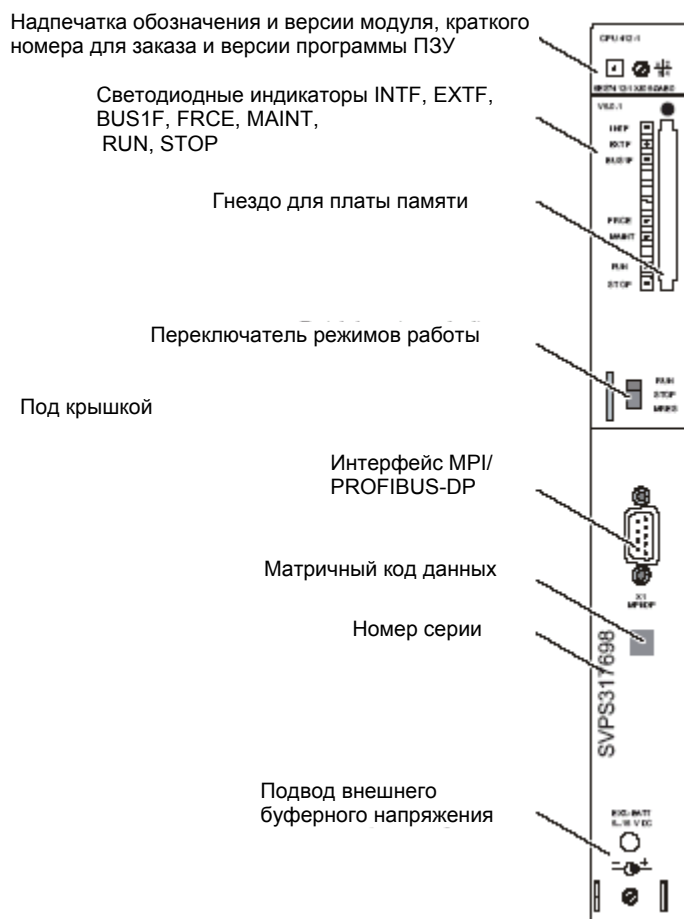 Надпечатка обозначения и версии модуля, краткого
номера для заказа и версии программы ПЗУ
CPU 412-1
Светодиодные индикаторы INTF, EXTF,
BUS1F, FRCE, MAINT,
RUN, STOP
INTF
EXTF
BUS1F
Гнездо для платы памяти
FRCE
MAINT
RUN
STOP
Переключатель режимов работы
RUN
STOP
MRES
Под крышкой
Интерфейс MPI/
PROFIBUS-DP
X1
MPI/DP
Матричный код данных
Номер серии
SVPS317698
Подвод внешнего
буферного напряжения
EXT.-BATT